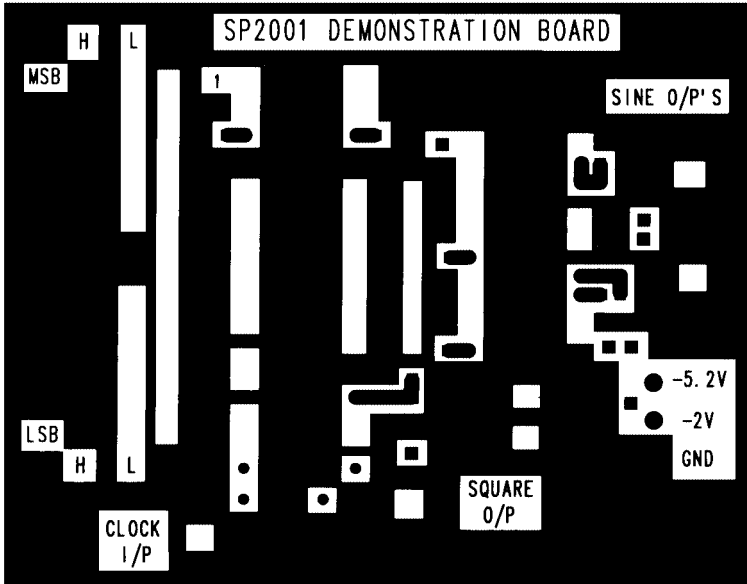 SP2001 DEMONSTRATION BOARD
H L
MSB
1
SINE O/P'S
-5.2V
-2V
GND
LSB
H L
SQUARE
O/P
CLOCK
I/P